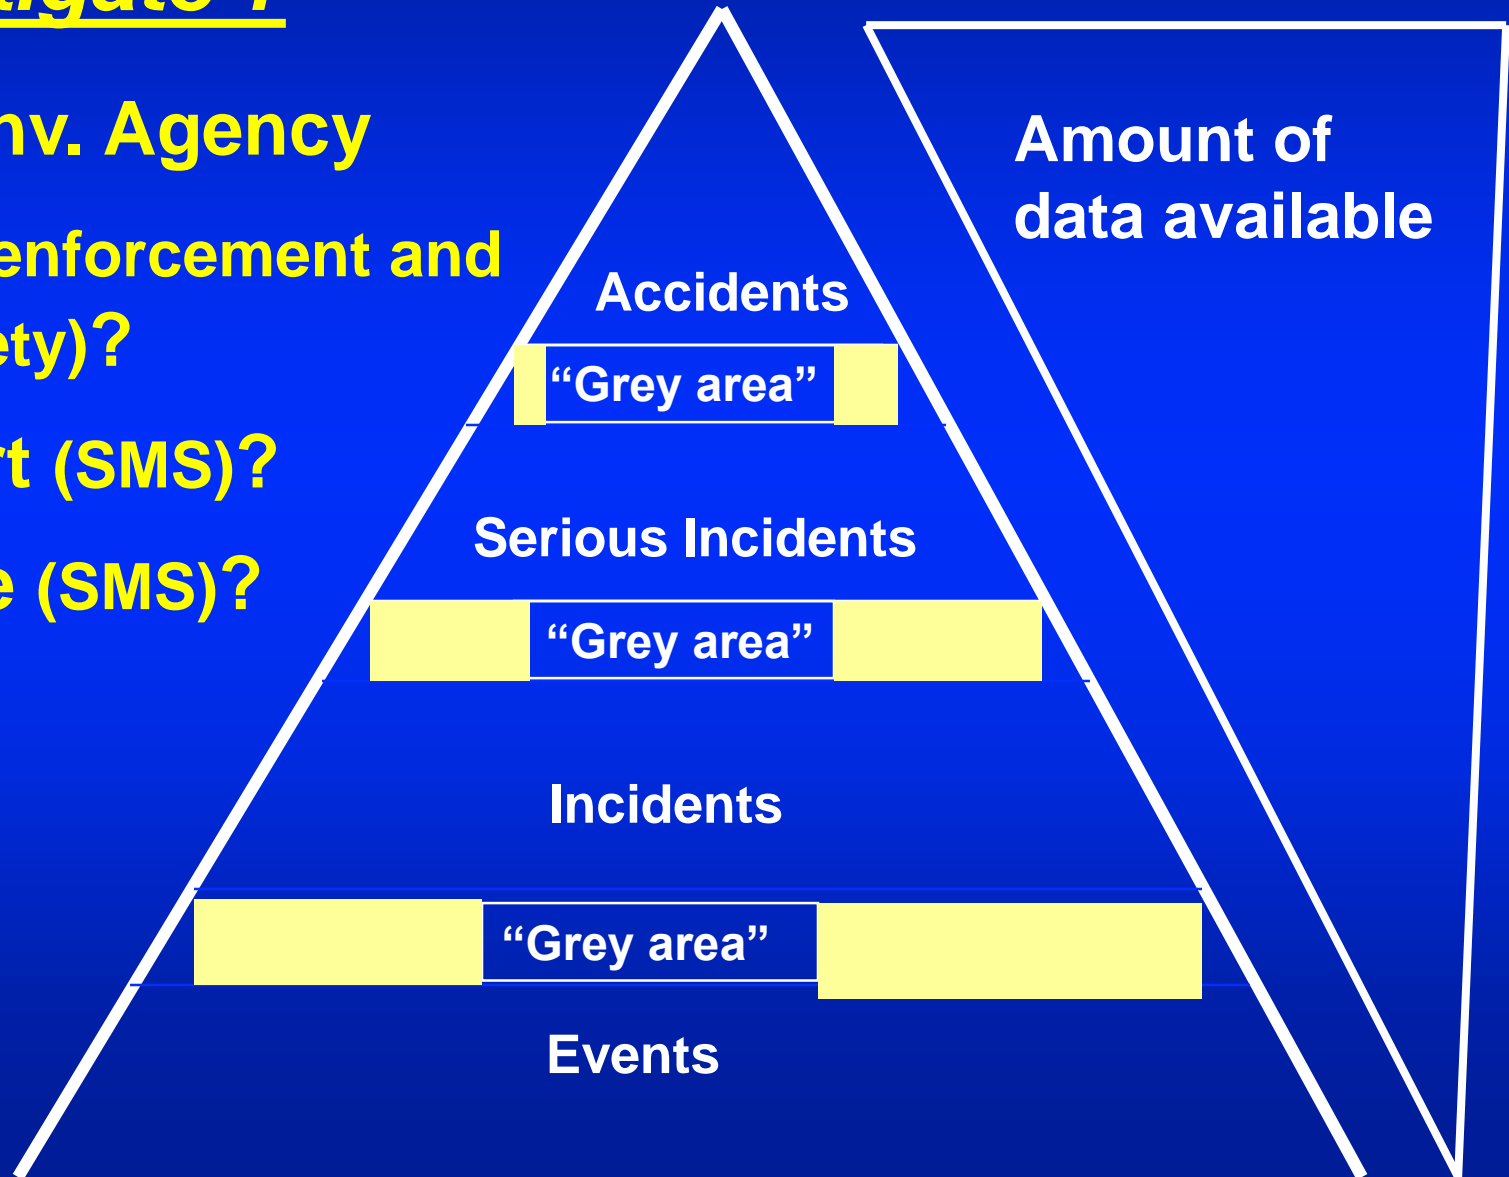 nv. Agency
enforcement and
ety)?
rt (SMS)?
e (SMS)?
Accidents
“Grey area”
Serious Incidents
“Grey area”
Incidents
“Grey area”
Events
Amount of
data available